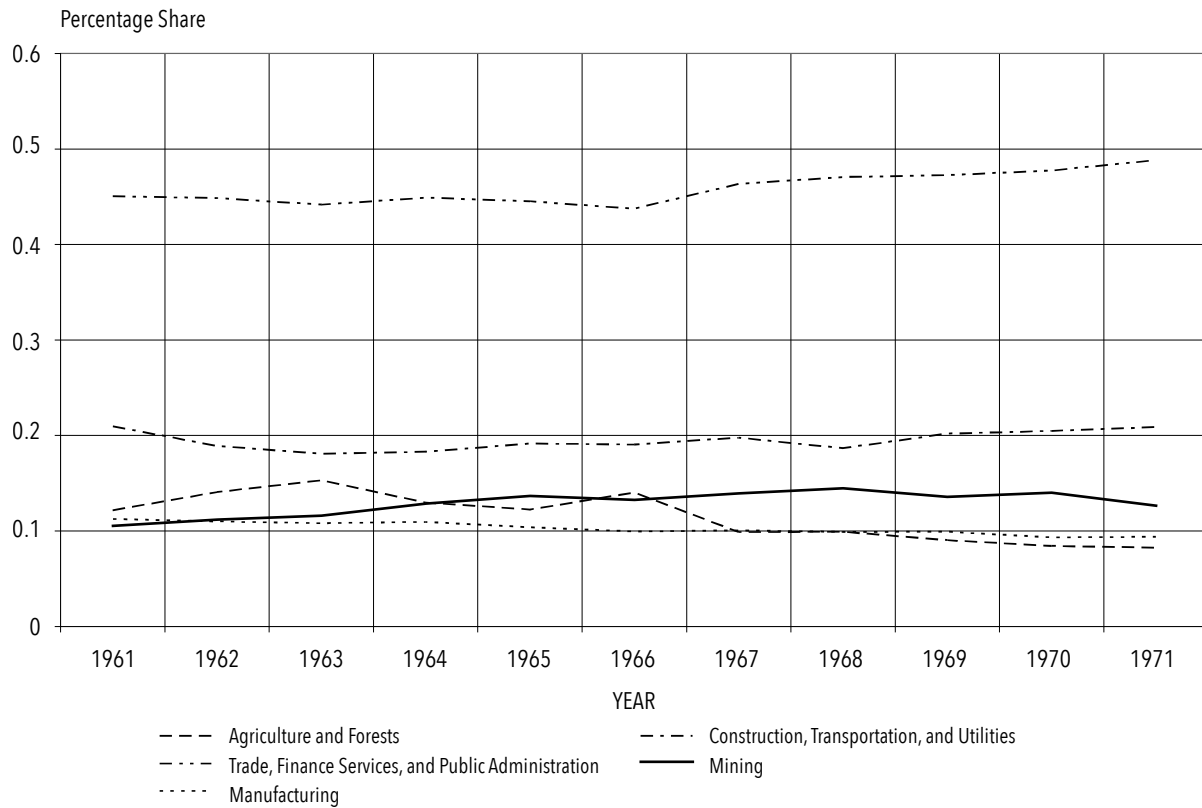 Percentage Share
0.6
0.5
0.4
0.3
0.2
0.1
0
1961 1962 1963 1964 1965 1966 1967 1968 1969 1970 1971
YEAR
Agriculture and Forests
Construction, Transportation, and Utilities
Trade, Finance Services, and Public Administration
Mining
Manufacturing